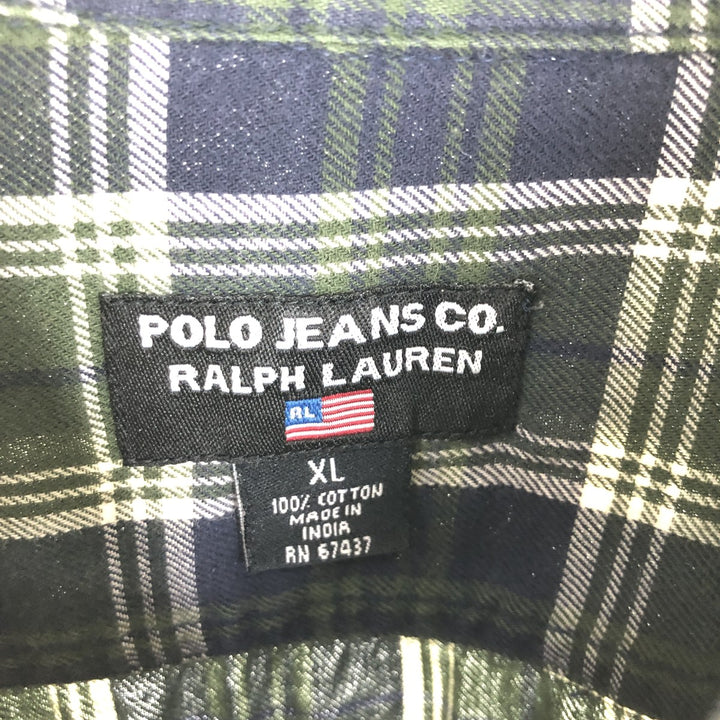 POLO JEANS CO.
RALPH LAUREN
RL
XL
100% COTTON
MADE IN
INDIA
RN 67437